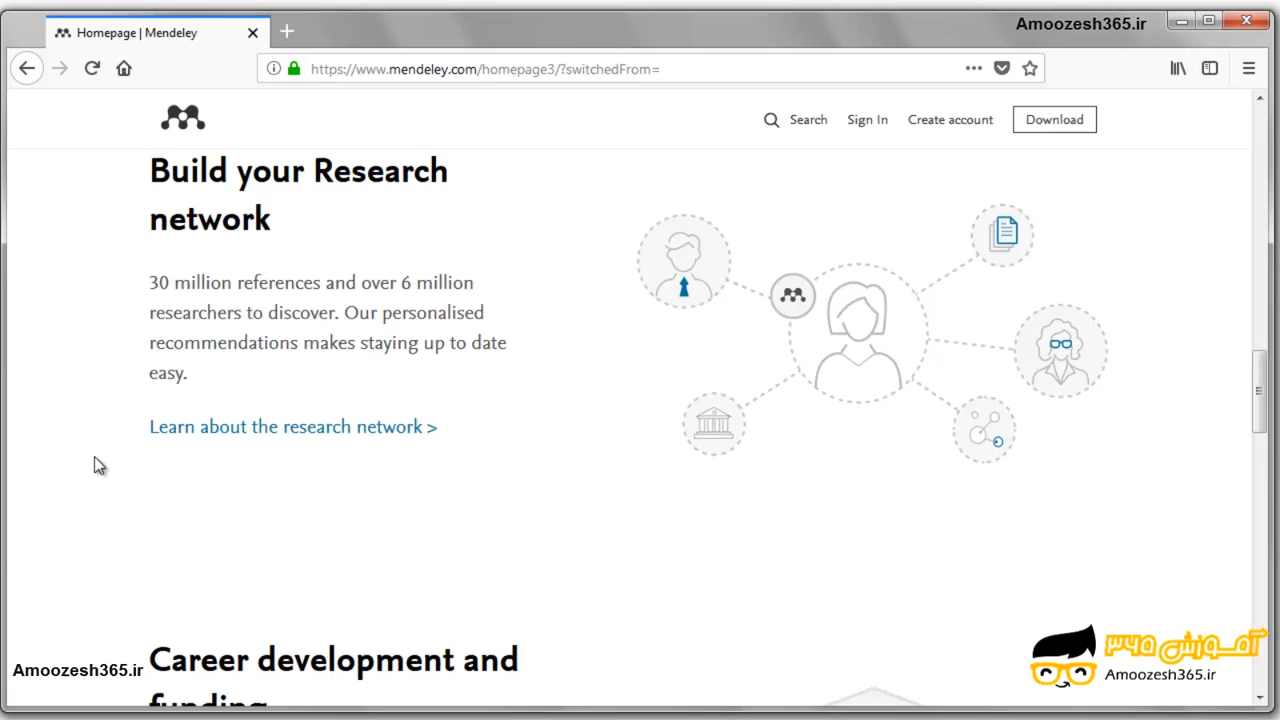 Homepage | Mendeley
Amoozesh365.ir
https://www.mendeley.com/homepage3/?switchedFrom=
Search Sign In Create account Download
Build your Research
network
30 million references and over 6 million
researchers to discover. Our personalised
recommendations makes staying up to date
easy.
Learn about the research network >
Career development and
funding
Amoozesh365.ir
آموزش ۳۶۵
Amoozesh365.ir